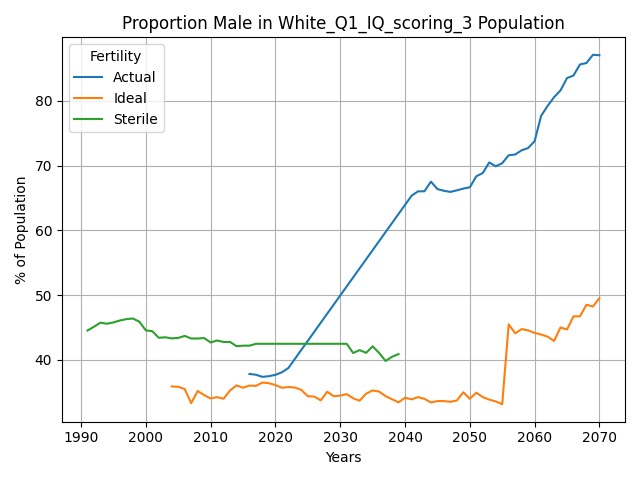 Proportion Male in White_Q1_IQ_scoring_3 Population
Fertility
Actual
Ideal
Sterile
% of Population
80
70
60
50
40
1990 2000 2010 2020 2030 2040 2050 2060 2070
Years